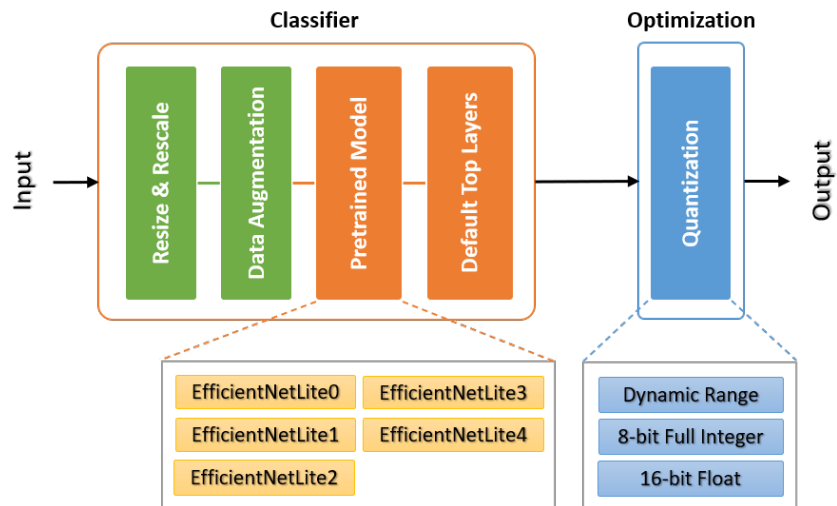 Classifier
Optimization
Input
Resize & Rescale
Data Augmentation
Pretrained Model
Default Top Layers
Quantization
Output
EfficientNetLite0
EfficientNetLite3
EfficientNetLite1
EfficientNetLite4
EfficientNetLite2
Dynamic Range
8-bit Full Integer
16-bit Float